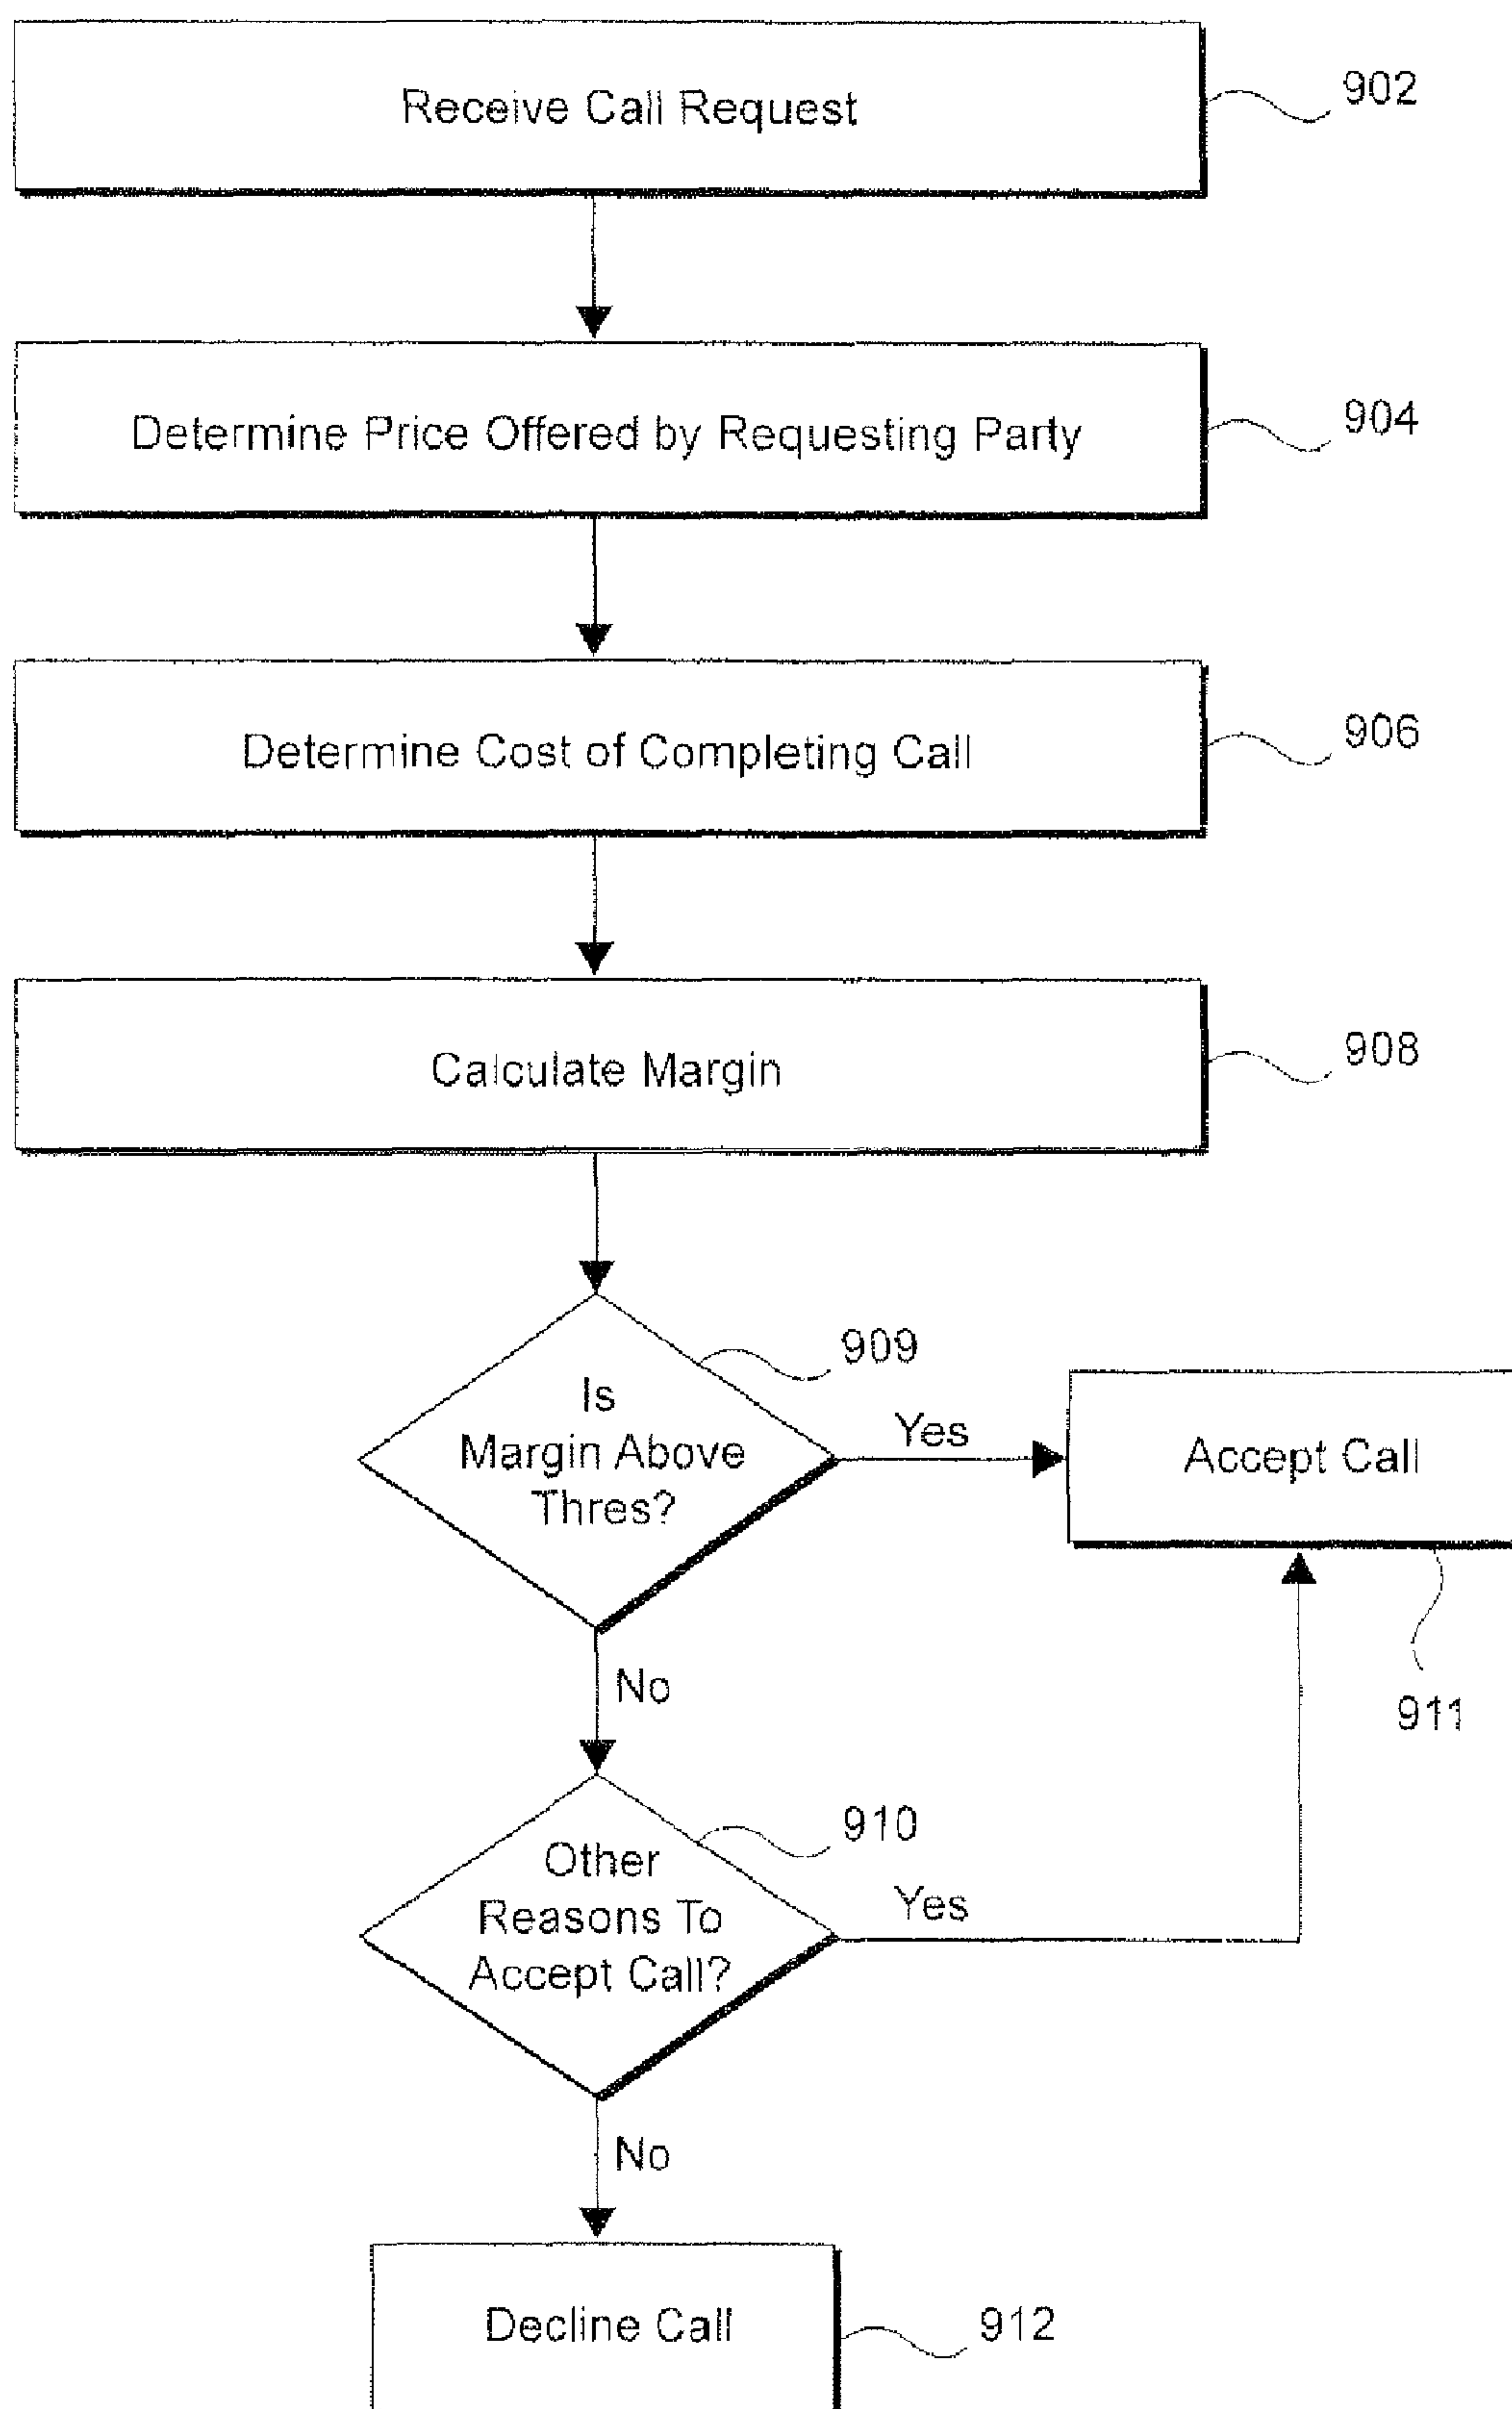 Receive Call Request
902
Determine Price Offered by Requesting Party
904
Determine Cost of Completing Call
906
Calculate Margin
908
909
Is
Margin Above
Thres?
Yes
Accept Call
911
No
910
Other
Reasons To
Accept Call?
Yes
No
Decline Call
912